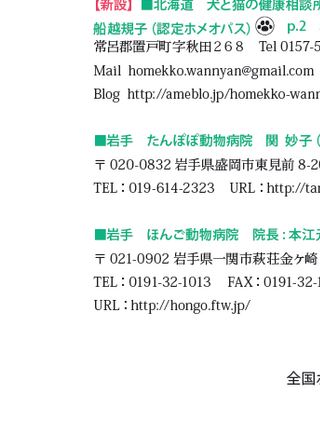 【新設】 ■北海道　犬と猫の健康相談所
船越規子（認定ホメオパス） p.2
常呂郡置戸町字秋田２６８　Tel 0157-5
Mail homekko.wannyan@gmail.com
Blog http://ameblo.jp/homekko-wann
■岩手　たんぽぽ動物病院　関 妙子（
〒 020-0832 岩手県盛岡市東見前 8-20
TEL：019-614-2323　URL：http://tan
■岩手　ほんご動物病院　院長：本江元
〒 021-0902 岩手県一関市萩荘金ケ崎
TEL：0191-32-1013　FAX：0191-32-1
URL：http://hongo.ftw.jp/
全国ホ